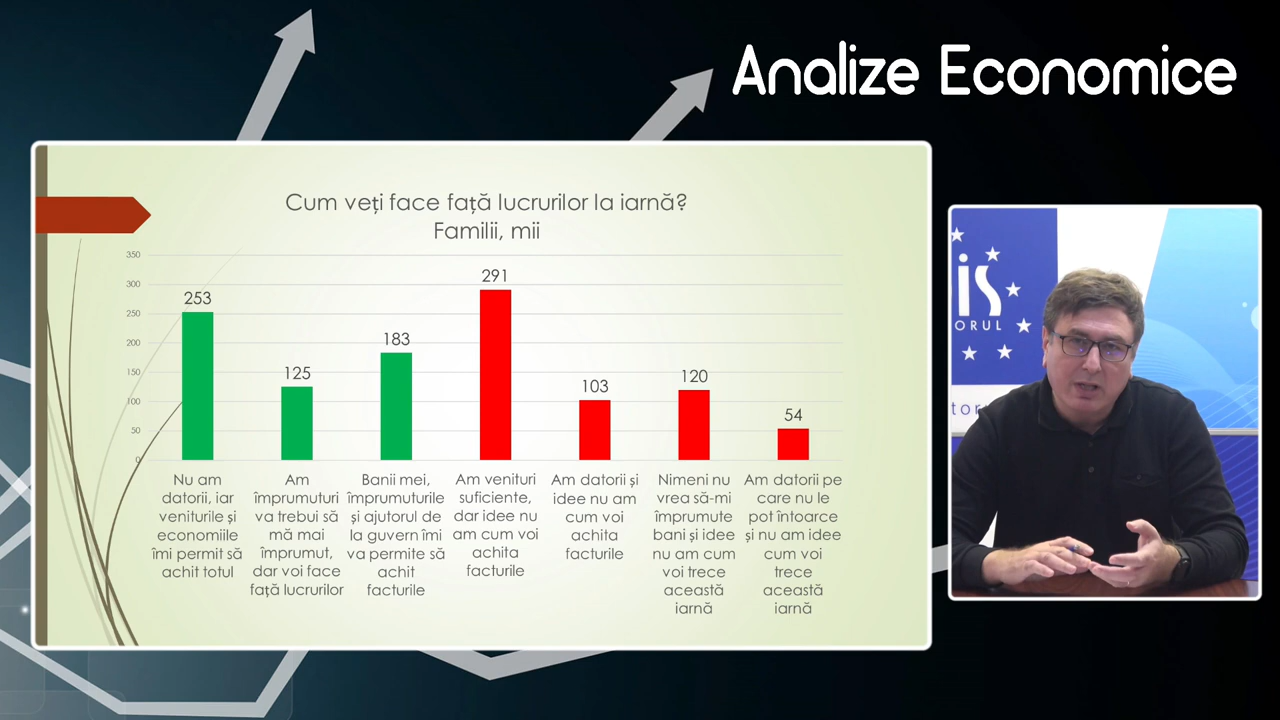 Analize Economice
Cum veți face față lucrurilor la iarnă?
Familii, mii
350
300
250
200
150
100
50
0
253
125
183
291
103
120
54
Nu am
datorii, iar
veniturile și
economiile
îmi permit să
achit totul
Am
împrumuturi
va trebui să
mă mai
împrumut,
dar voi face
față lucrurilor
Banii mei,
împrumuturile
și ajutorul de
la guvern îmi
va permite să
achit
facturile
Am venituri
suficiente,
dar idee nu
am cum voi
achita
facturile
Am datorii și
idee nu am
cum voi
achita
facturile
Nimeni nu
vrea să-mi
împrumute
bani și idee
nu am cum
voi trece
această
iarnă
Am datorii pe
care nu le
pot întoarce
și nu am idee
cum voi
trece
această
iarnă
is
ORUL
tor